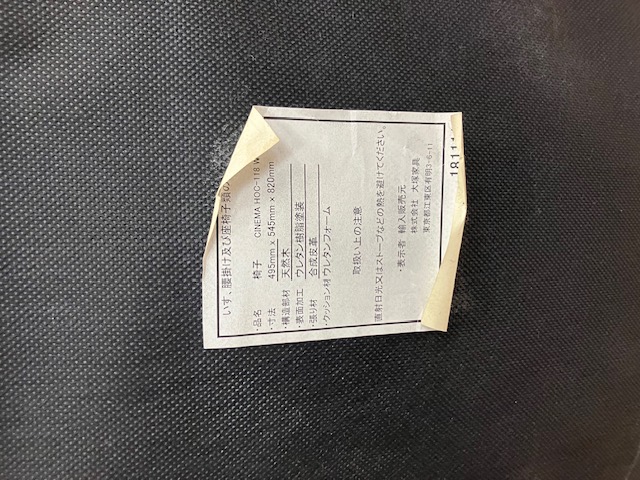 いす、腰掛け及び座椅子類の
・品名 椅子 CINEMA HOC-118 W
・寸法 495mm x 545mm × 820mm
・構造部材 天然木
・表面加工 ウレタン樹脂塗装
・張り材 合成皮革
・クッション材 ウレタンフォーム
取扱い上の注意
直射日光又はストーブなどの熱を避けてください。
・表示者 輸入販売元
株式会社 大塚家具
東京都江東区有明3-6-11
18111